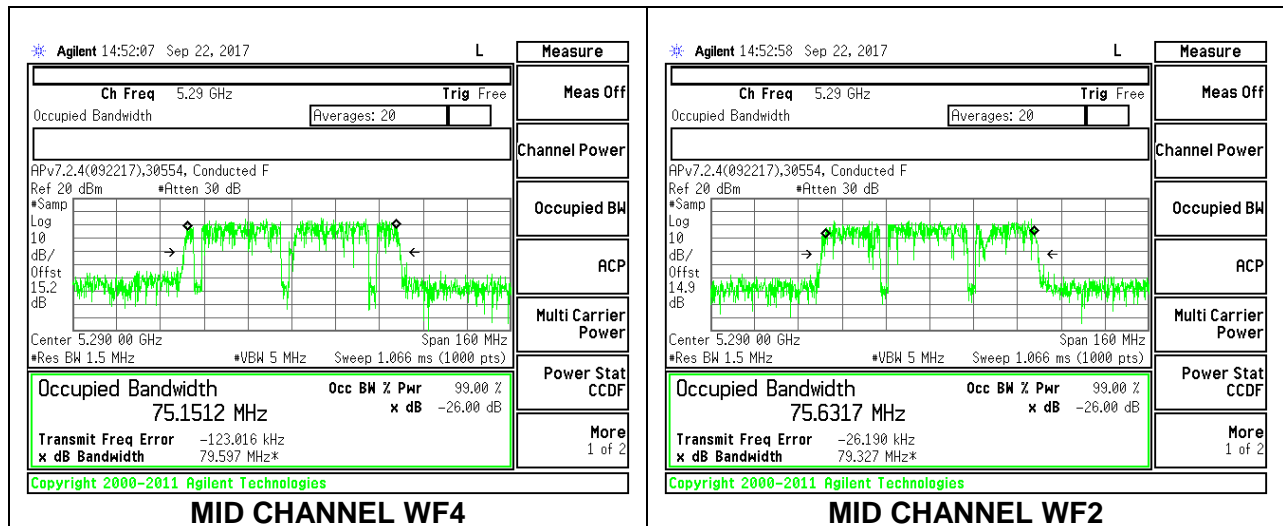 Agilent 14:52:07 Sep 22, 2017 L
Measure
Ch Freq 5.29 GHz Trig Free
Occupied Bandwidth Averages: 20
APv7.2.4(092217),30554, Conducted F
Ref 20 dBm #Atten 30 dB
#Samp
Log
10
dB/
Offst
15.2
dB
Center 5.290 00 GHz Span 160 MHz
#Res BW 1.5 MHz #VBW 5 MHz Sweep 1.066 ms (1000 pts)
Occupied Bandwidth Occ BW % Pwr 99.00 %
75.1512 MHz x dB -26.00 dB
Transmit Freq Error -123.016 kHz
x dB Bandwidth 79.597 MHz*
Copyright 2000-2011 Agilent Technologies
Meas Off
Channel Power
Occupied BW
ACP
Multi Carrier
Power
Power Stat
CCDF
More
1 of 2
MID CHANNEL WF4
Agilent 14:52:58 Sep 22, 2017 L
Measure
Ch Freq 5.29 GHz Trig Free
Occupied Bandwidth Averages: 20
APv7.2.4(092217),30554, Conducted F
Ref 20 dBm #Atten 30 dB
#Samp
Log
10
dB/
Offst
14.9
dB
Center 5.290 00 GHz Span 160 MHz
#Res BW 1.5 MHz #VBW 5 MHz Sweep 1.066 ms (1000 pts)
Occupied Bandwidth Occ BW % Pwr 99.00 %
75.6317 MHz x dB -26.00 dB
Transmit Freq Error -26.190 kHz
x dB Bandwidth 79.327 MHz*
Copyright 2000-2011 Agilent Technologies
Meas Off
Channel Power
Occupied BW
ACP
Multi Carrier
Power
Power Stat
CCDF
More
1 of 2
MID CHANNEL WF2